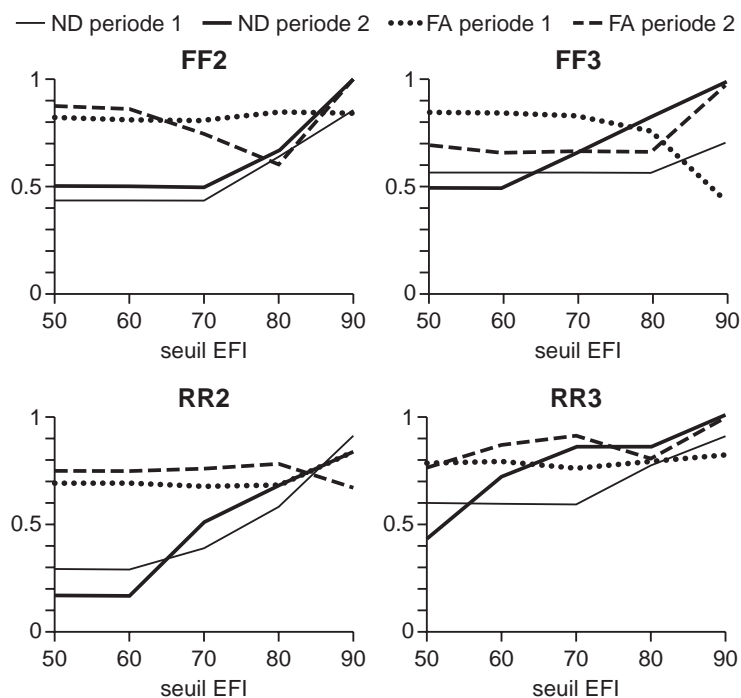 ND periode 1 ND periode 2 FA periode 1 FA periode 2
FF2 FF3
1 1
0.5 0.5
0 0
50 60 70 80 90 50 60 70 80 90
seuil EFI seuil EFI
RR2 RR3
1 1
0.5 0.5
0 0
50 60 70 80 90 50 60 70 80 90
seuil EFI seuil EFI